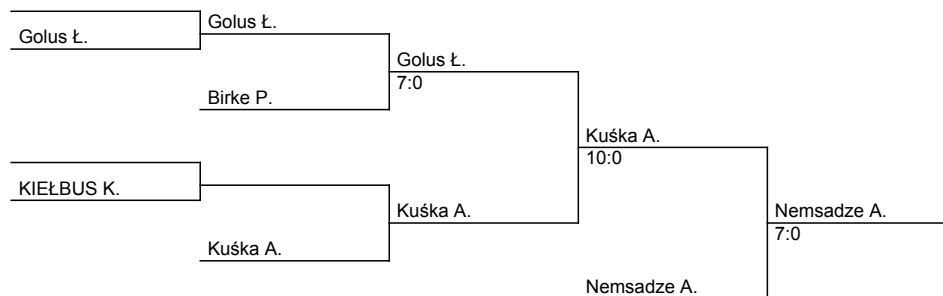 Golus Ł.
Golus Ł.
Golus Ł.
7:0
Birke P.
Kuśka A.
10:0
KIEŁBUS K.
Kuśka A.
Nemsadze A.
7:0
Kuśka A.
Nemsadze A.